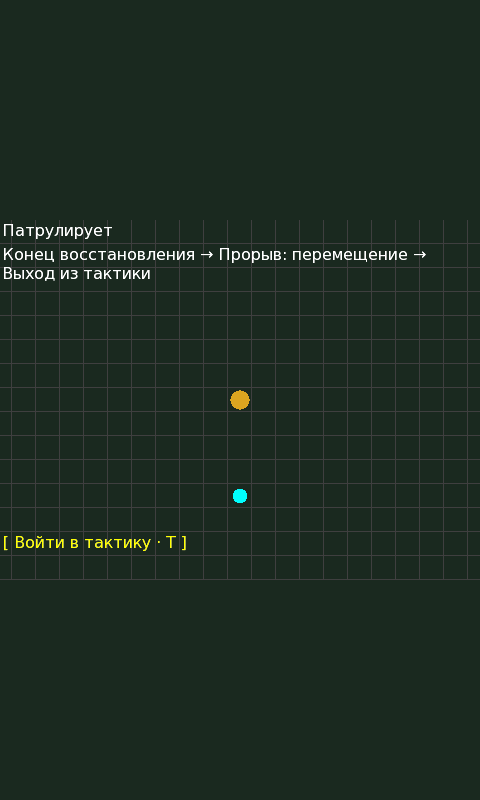 Патрулирует
Конец восстановления → Прорыв: перемещение →
Выход из тактики
[ Войти в тактику · T ]